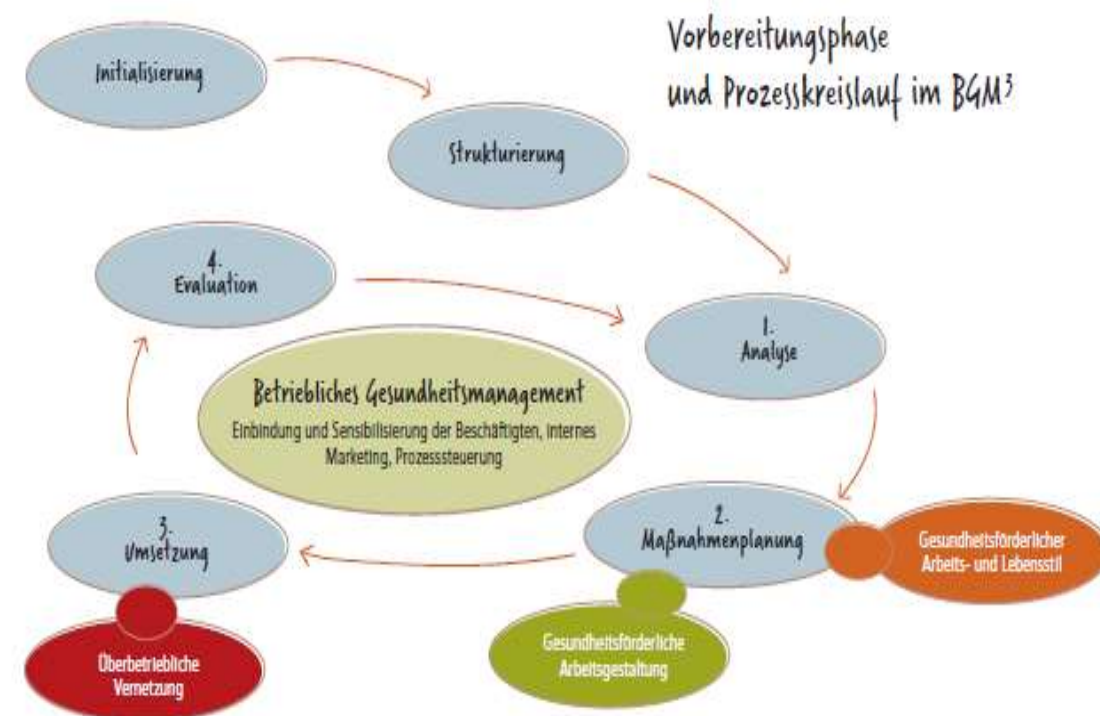 Vorbereitungsphase
und Prozesskreislauf im BGM³
Initialisierung
Strukturierung
4.
Evaluation
1.
Analyse
Betriebliches Gesundheitsmanagement
Einbindung und Sensibilisierung der Beschäftigten, internes
Marketing, Prozesssteuerung
3.
Umsetzung
2.
Maßnahmenplanung
Gesundheitsförderlicher
Arbeits- und Lebensstil
Überbetriebliche
Vernetzung
Gesundheitsförderliche
Arbeitsgestaltung